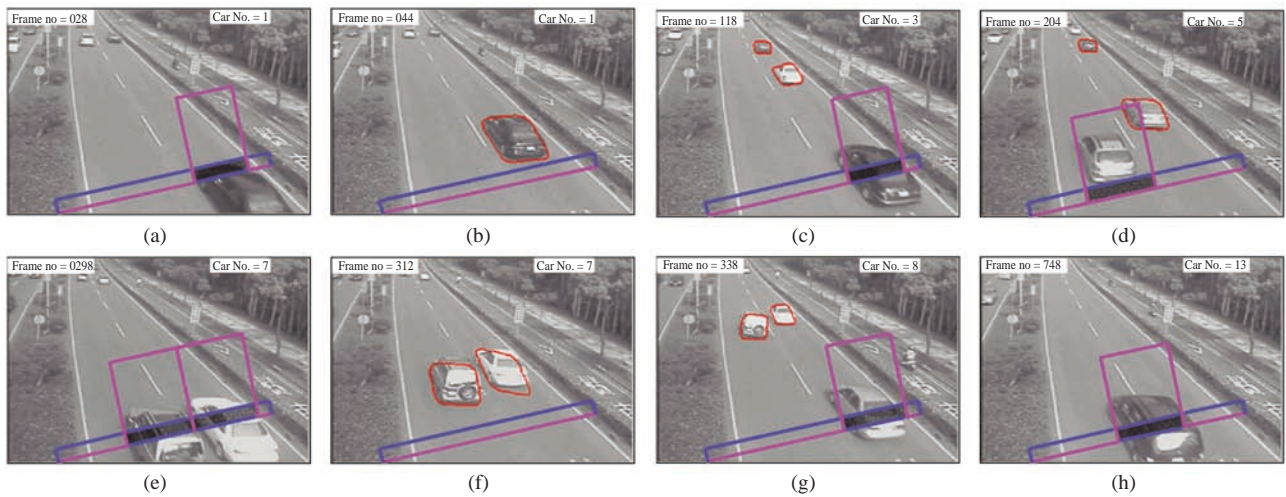 Frame no = 028 Car No. = 1
Frame no = 044 Car No. = 1
Frame no = 118 Car No. = 3
Frame no = 204 Car No. = 5
(a) (b) (c) (d)
Frame no = 0298 Car No. = 7
Frame no = 312 Car No. = 7
Frame no = 338 Car No. = 8
Frame no = 748 Car No. = 13
(e) (f) (g) (h)